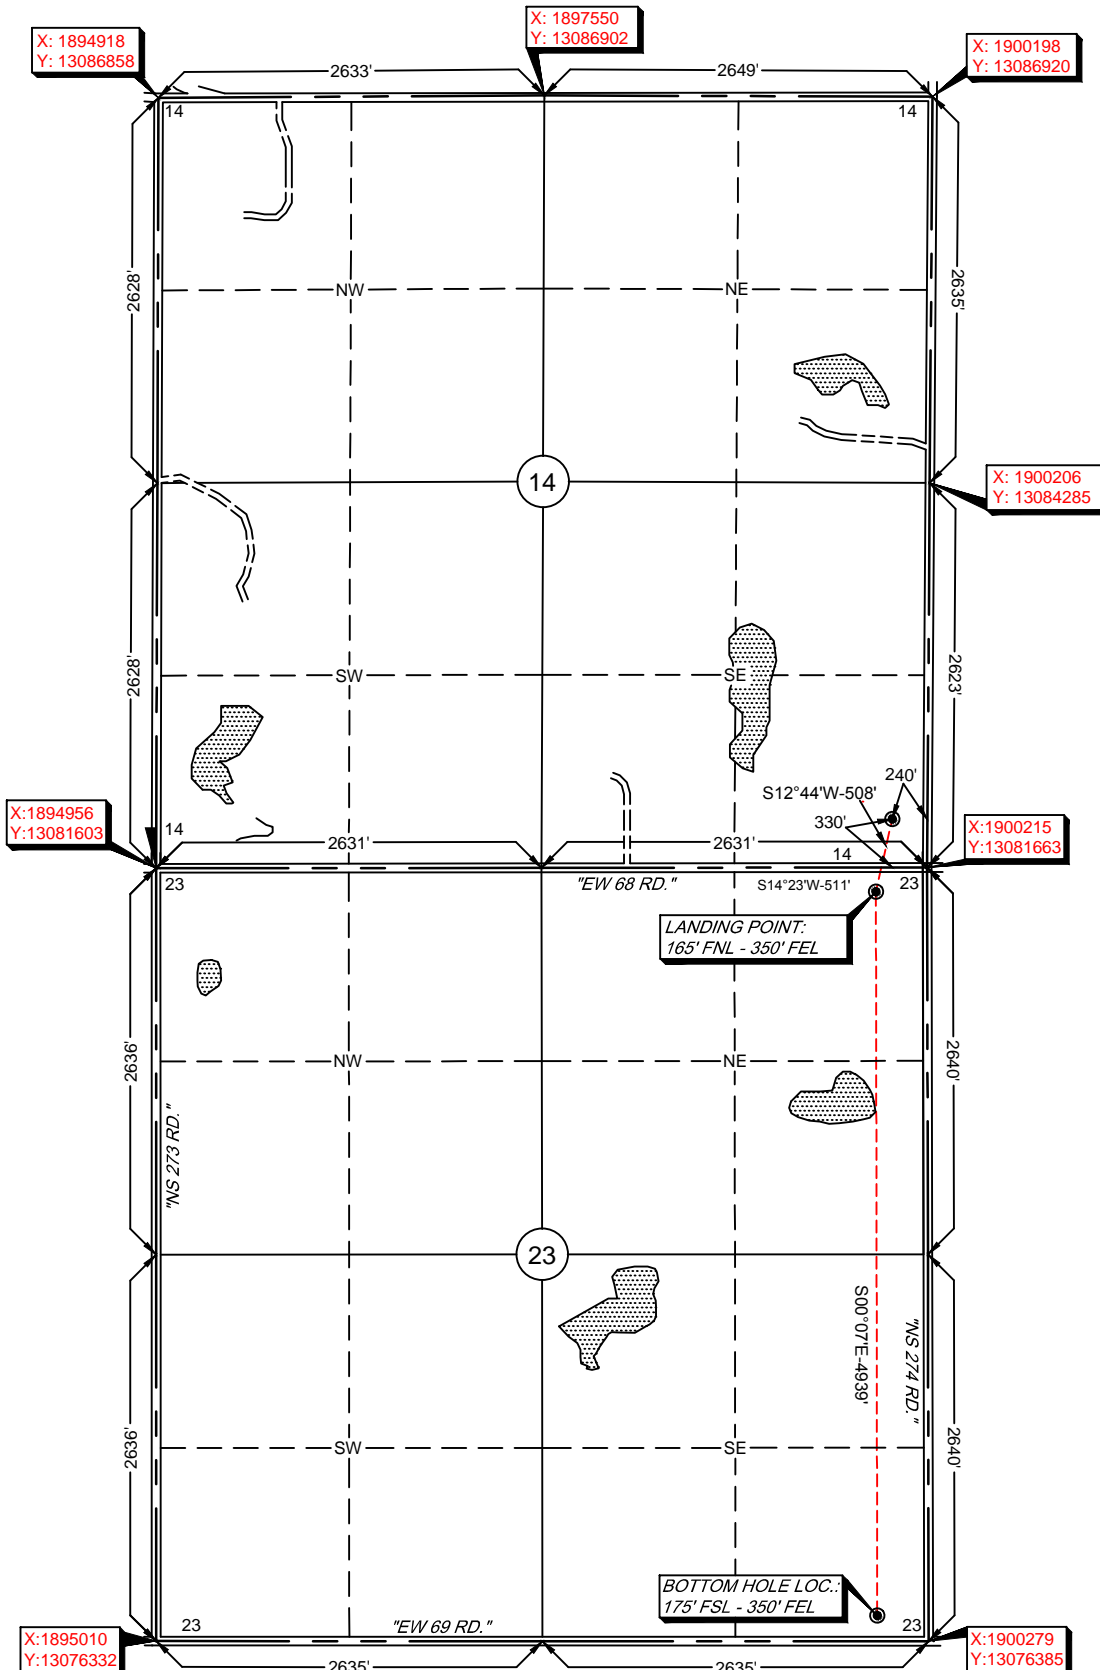 X: 1897550
Y: 13086902
X: 1894918
Y: 13086858
X: 1900198
Y: 13086920
2633'
2649'
14
14
2628'
NW
NE
2635'
14
X: 1900206
Y: 13084285
2628'
SW
SE
2623'
240'
S12°44'W-508'
330'
X:1894956
Y:13081603
14
2631'
2631'
14
X:1900215
Y:13081663
23
"EW 68 RD."
S14°23'W-511'
23
LANDING POINT:
165' FNL - 350' FEL
2636'
NW
NE
2640'
"NS 273 RD."
23
S00°07'E-4939'
"NS 274 RD."
2636'
SW
SE
2640'
BOTTOM HOLE LOC.:
175' FSL - 350' FEL
23
"EW 69 RD."
23
X:1895010
Y:13076332
X:1900279
Y:13076385
2635'
2635'